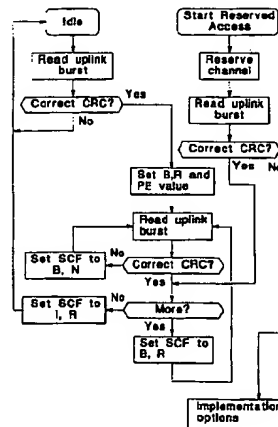 Idle
Start Reserved
Access
Read uplink
burst
Reserve
channel
Correct CRC?
Yes
No
Read uplink
burst
Correct CRC?
Yes
Set B,R and
PE value
Read uplink
burst
Set SCF to
B, N
No
Correct CRC?
Yes
Set SCF to
I, R
No
More?
Yes
Set SCF to
B, R
Implementation
options